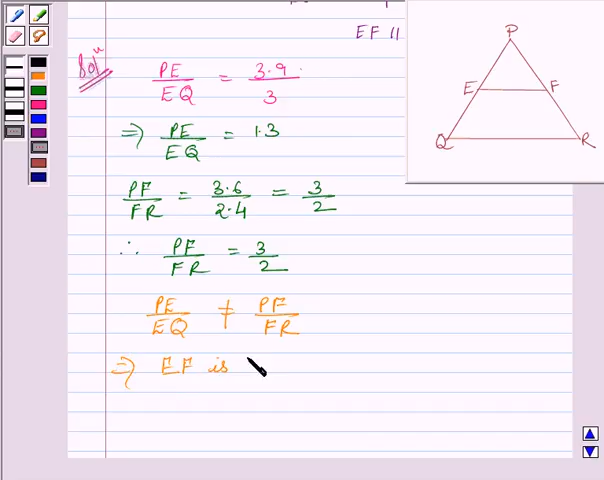 EF ||
Solⁿ
PE/EQ = 3.9/3
⇒ PE/EQ = 1.3
PF/FR = 3.6/2.4 = 3/2
∴ PF/FR = 3/2
PE/EQ ≠ PF/FR
⇒ EF is
P
E F
Q R